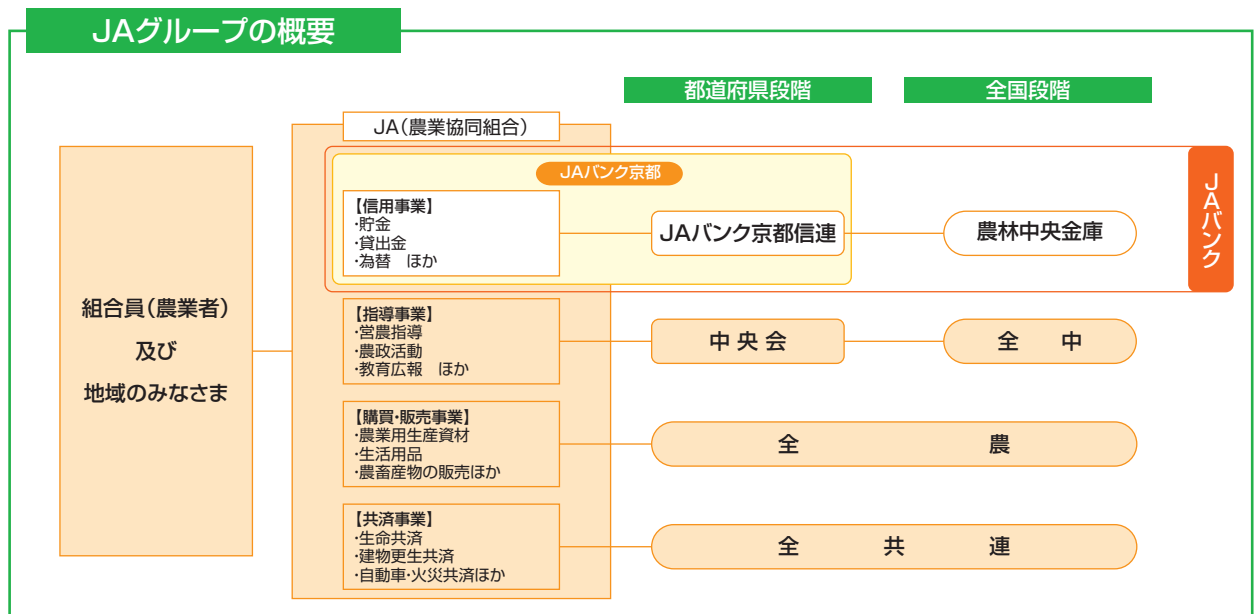 JAグループの概要
都道府県段階
全国段階
組合員(農業者)
及び
地域のみなさま
JA(農業協同組合)
JAバンク京都
【信用事業】
・貯金
・貸出金
・為替 ほか
JAバンク京都信連
農林中央金庫
JAバンク
【指導事業】
・営農指導
・農政活動
・教育広報 ほか
中央会
全 中
【購買・販売事業】
・農業用生産資材
・生活用品
・農畜産物の販売ほか
全 農
【共済事業】
・生命共済
・建物更生共済
・自動車・火災共済ほか
全 共 連